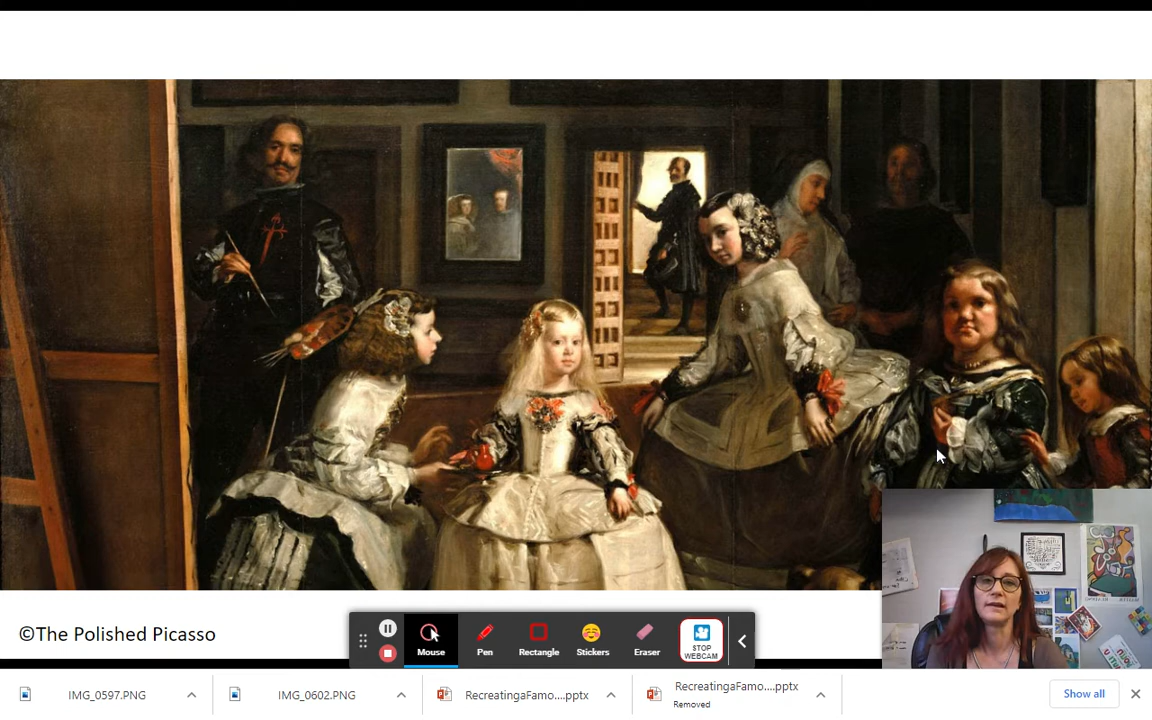 ©The Polished Picasso
Mouse
Pen
Rectangle
Stickers
Eraser
STOP
WEBCAM
IMG_0597.PNG
IMG_0602.PNG
RecreatingaFamo....pptx
RecreatingaFamo....pptx
Removed
Show all